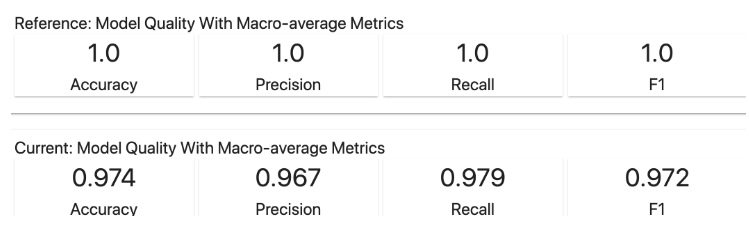 Reference: Model Quality With Macro-average Metrics
1.0 1.0 1.0 1.0
Accuracy Precision Recall F1
Current: Model Quality With Macro-average Metrics
0.974 0.967 0.979 0.972
Accuracy Precision Recall F1